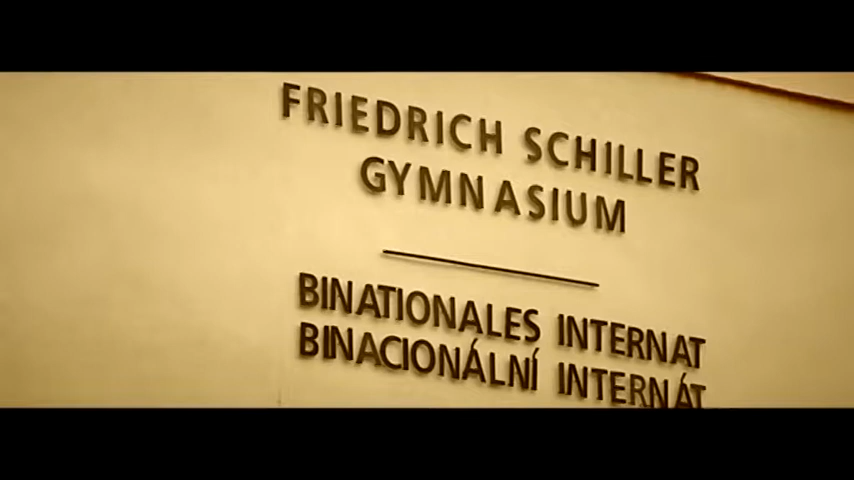 FRIEDRICH SCHILLER
GYMNASIUM
BINATIONALES INTERNAT
BINACIONÁLNÍ INTERNÁT